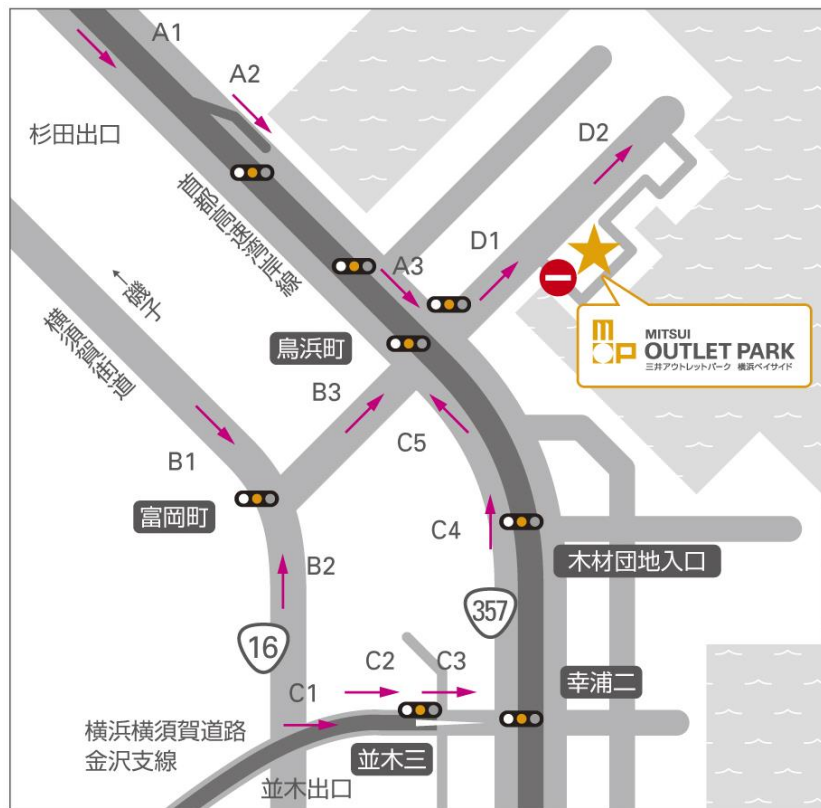 A1
A2
杉田出口
首都高速湾岸線
D2
A3
D1
←磯子
横須賀街道
鳥浜町
MITSUI
OUTLET PARK
三井アウトレットパーク 横浜ベイサイド
B3
B1
C5
富岡町
C4
木材団地入口
B2
357
16
C2
C3
幸浦二
C1
横浜横須賀道路
金沢支線
並木三
並木出口